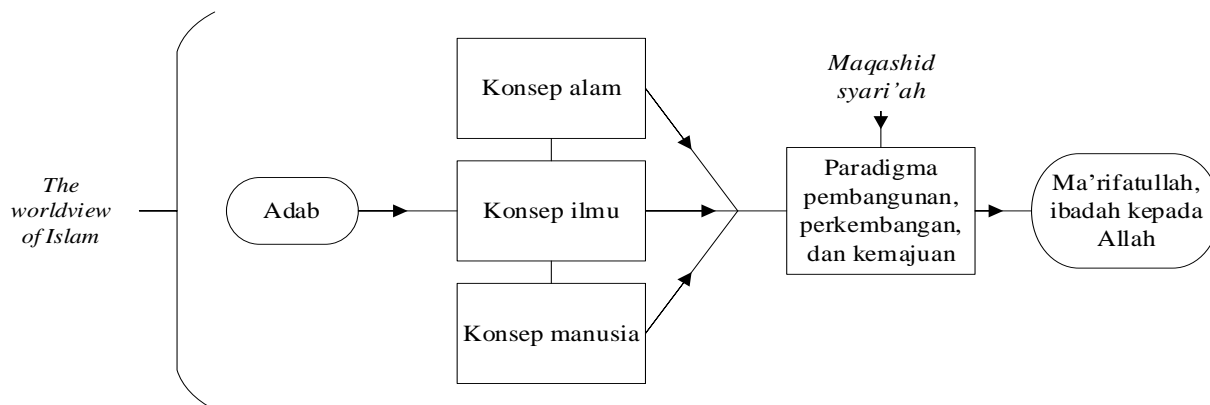 The
worldview
of Islam
Adab
Konsep alam
Konsep ilmu
Konsep manusia
Maqashid
syari’ah
Paradigma
pembangunan,
perkembangan,
dan kemajuan
Ma’rifatullah,
ibadah kepada
Allah